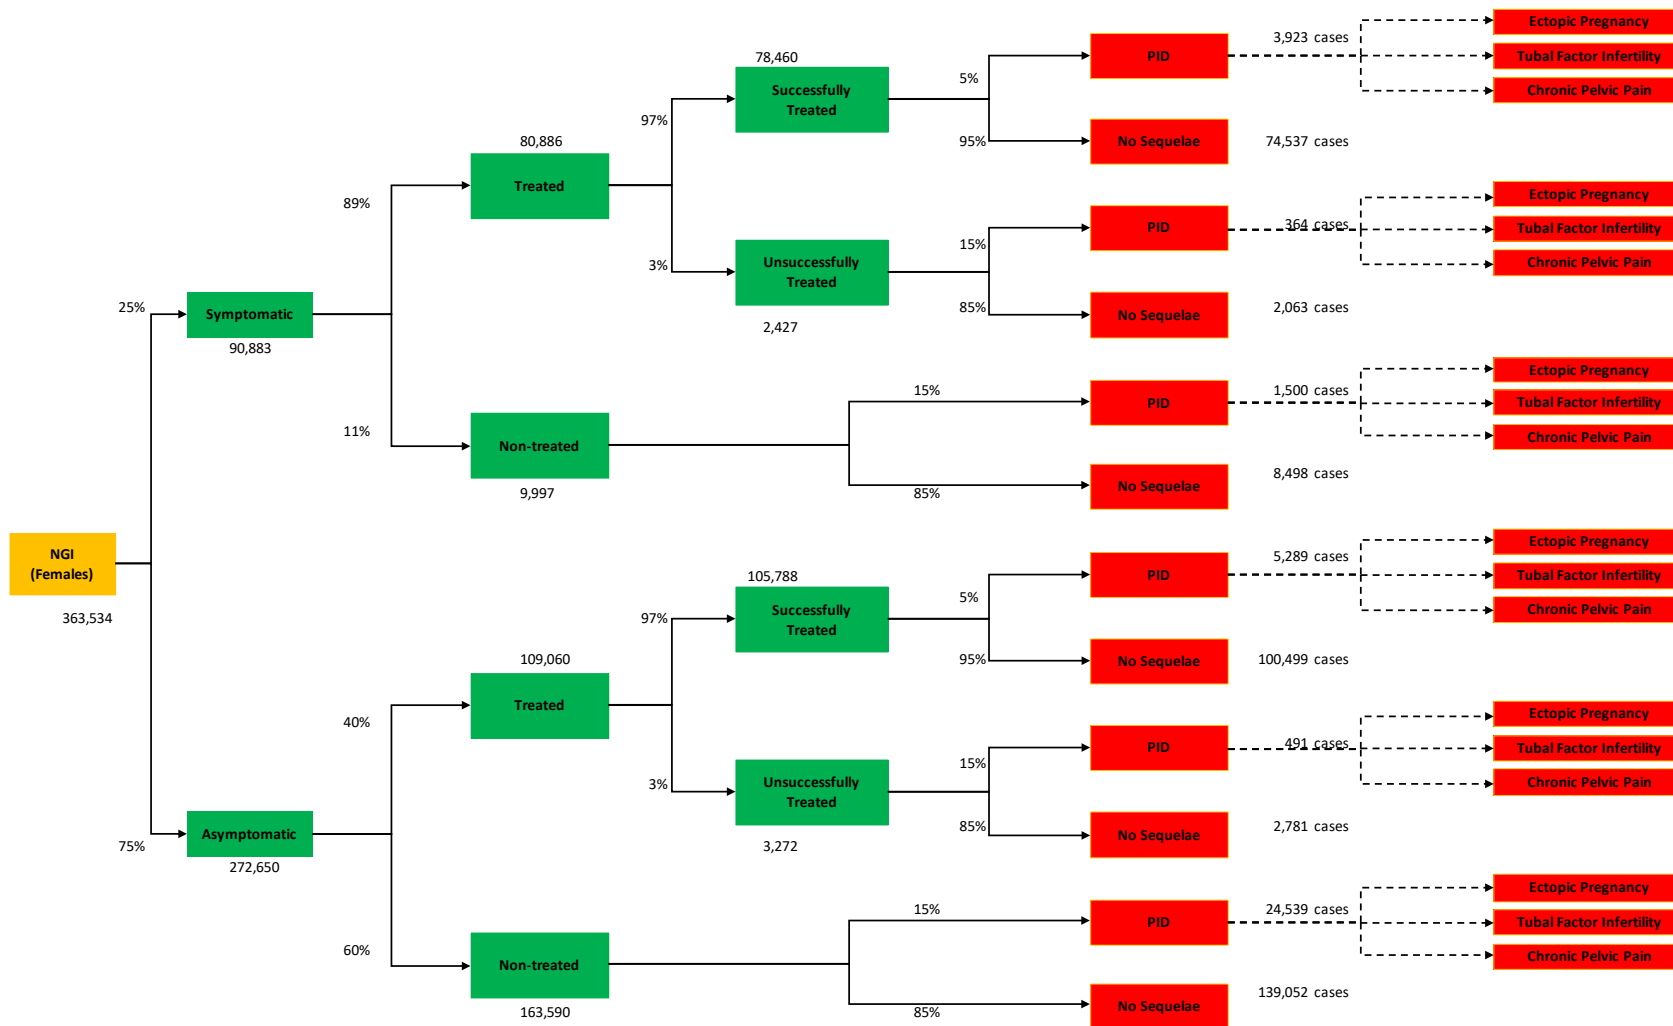 Ectopic Pregnancy
3,923 cases
78,460
PID
Tubal Factor Infertility
5%
Successfully
Treated
Chronic Pelvic Pain
97%
80,886
95%
No Sequelae
74,537 cases
Treated
Ectopic Pregnancy
89%
PID
364 cases
Tubal Factor Infertility
15%
3%
Unsuccessfully
Treated
Chronic Pelvic Pain
25%
Symptomatic
85%
No Sequelae
2,063 cases
2,427
90,883
Ectopic Pregnancy
15%
1,500 cases
PID
Tubal Factor Infertility
11%
Non-treated
Chronic Pelvic Pain
9,997
85%
No Sequelae
8,498 cases
NGI
(Females)
363,534
Ectopic Pregnancy
5,289 cases
105,788
PID
Tubal Factor Infertility
5%
Successfully
Treated
Chronic Pelvic Pain
97%
109,060
95%
No Sequelae
100,499 cases
Treated
Ectopic Pregnancy
40%
PID
491 cases
Tubal Factor Infertility
15%
3%
Unsuccessfully
Treated
Chronic Pelvic Pain
75%
Asymptomatic
85%
No Sequelae
2,781 cases
3,272
272,650
Ectopic Pregnancy
15%
24,539 cases
PID
Tubal Factor Infertility
60%
Non-treated
Chronic Pelvic Pain
163,590
85%
No Sequelae
139,052 cases